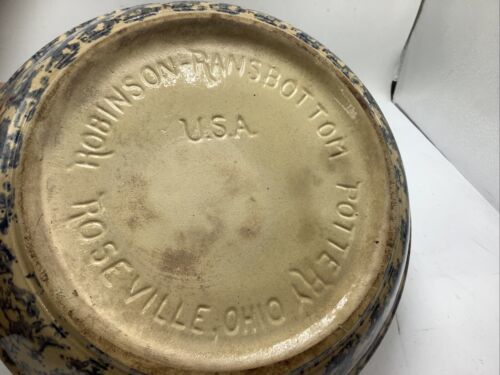 ROBINSON-RANSBOTTOM POTTERY
U.S.A.
ROSEVILLE, OHIO